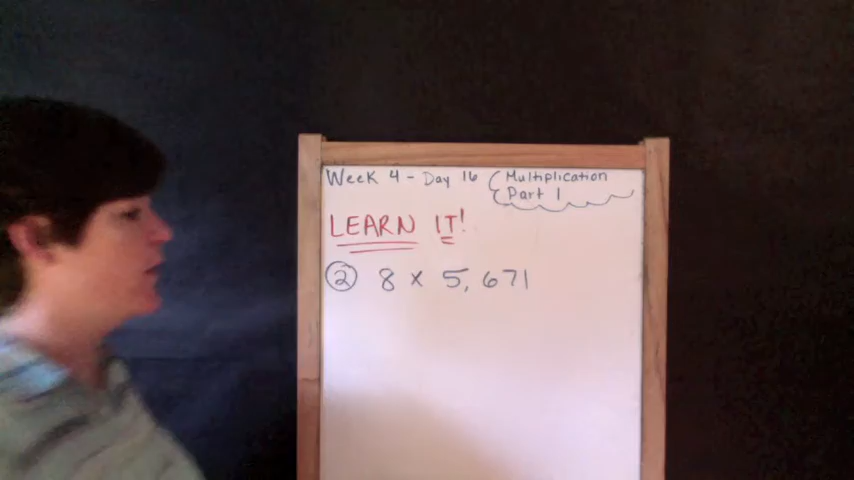 Week 4 - Day 16
Multiplication
Part 1
LEARN IT!
② 8 x 5,671